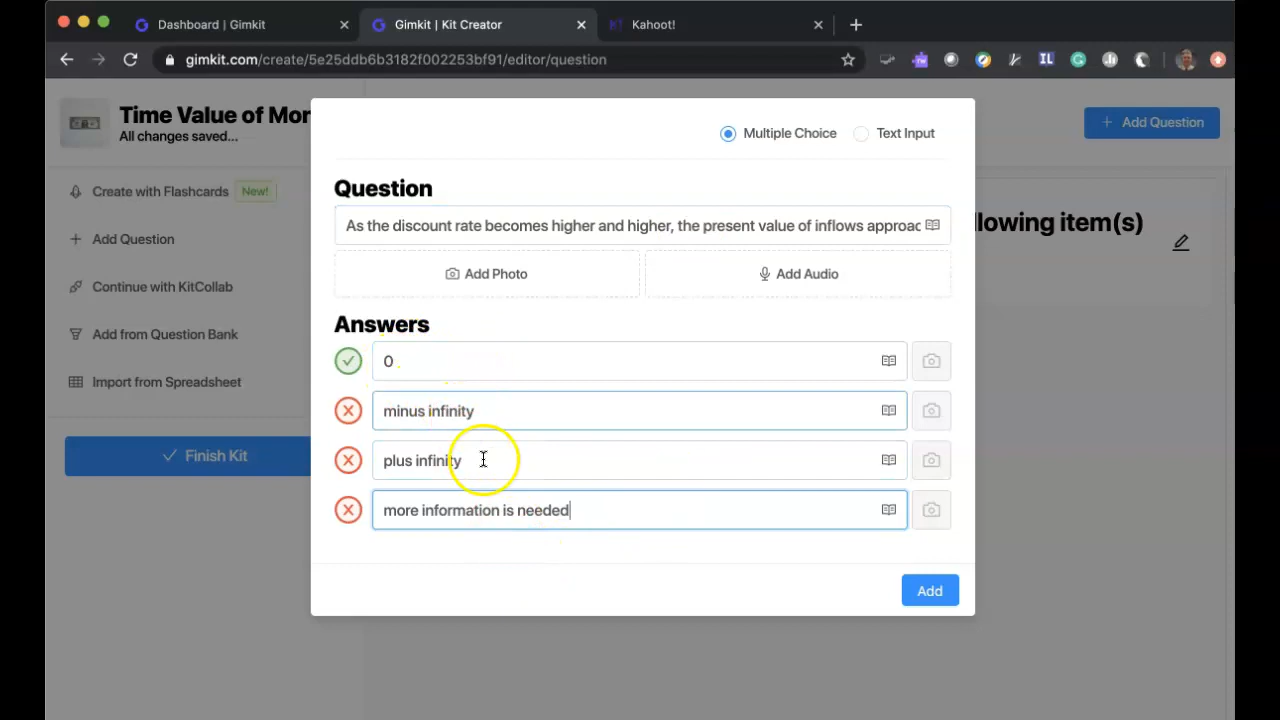 Dashboard | Gimkit
Gimkit | Kit Creator
Kahoot!
gimkit.com/create/5e25ddb6b3182f002253bf91/editor/question
Time Value of Mor
All changes saved...
Add Question
Multiple Choice
Text Input
Create with Flashcards New!
Add Question
Continue with KitCollab
Add from Question Bank
Import from Spreadsheet
Finish Kit
Question
As the discount rate becomes higher and higher, the present value of inflows approac
llowing item(s)
Add Photo
Add Audio
Answers
0
minus infinity
plus infinity
more information is needed
Add